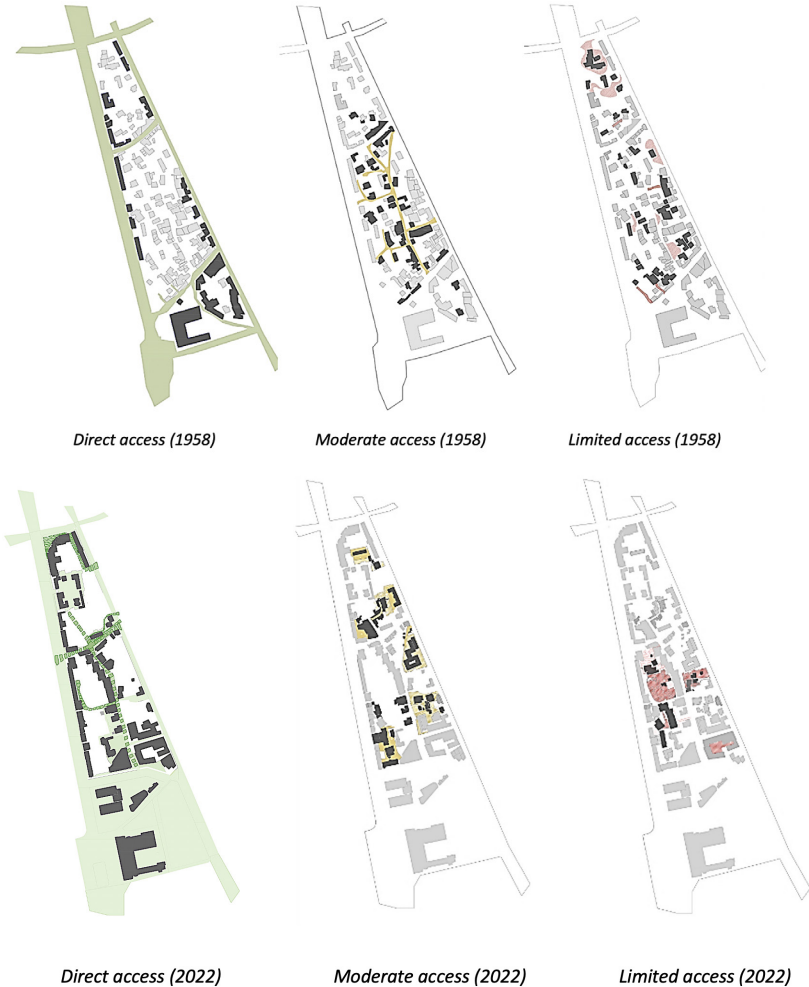 Direct access (1958)
Moderate access (1958)
Limited access (1958)
Direct access (2022)
Moderate access (2022)
Limited access (2022)